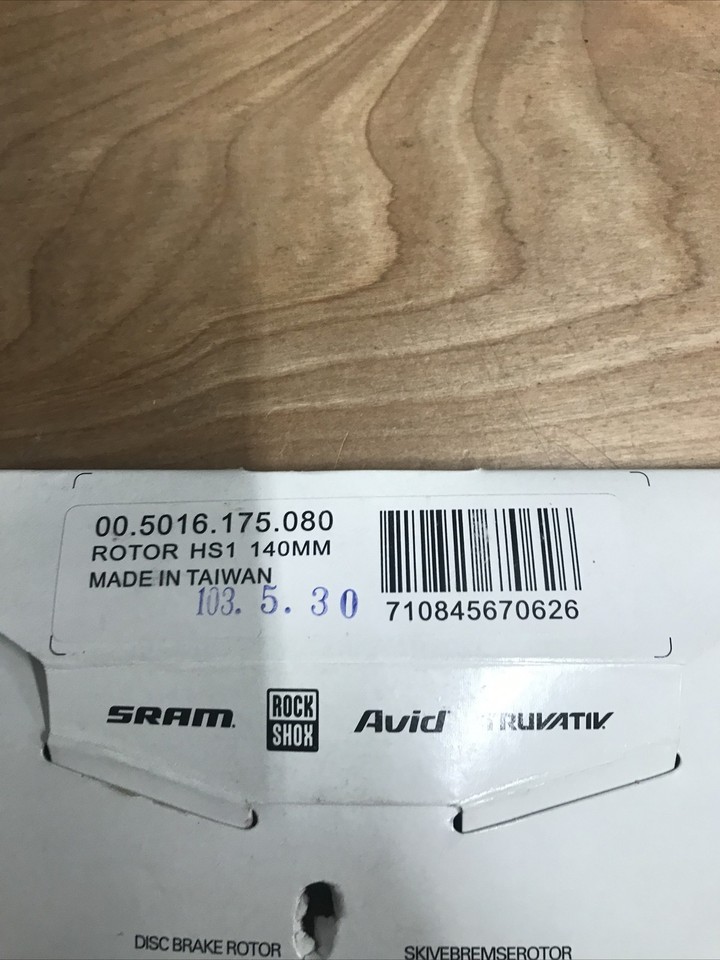 00.5016.175.080
ROTOR HS1 140MM
MADE IN TAIWAN
103. 5. 30
710845670626
SRAM.
ROCK
SHOX
Avid
TRUVATIV.
DISC BRAKE ROTOR
SKIVEBREMSEROTOR